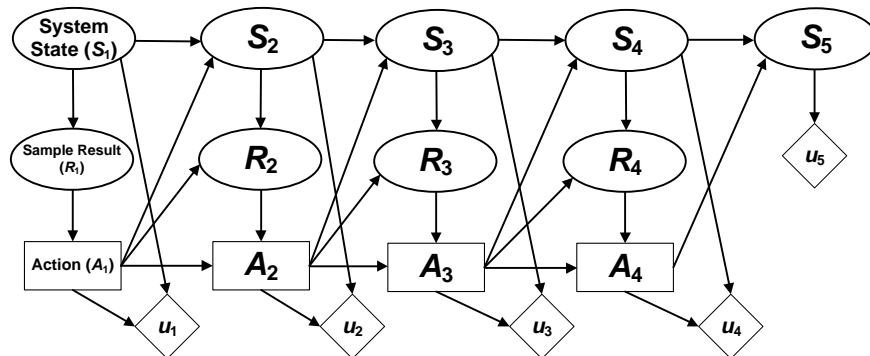 System
State (S₁)
S₂
S₃
S₄
S₅
Sample Result
(R₁)
R₂
R₃
R₄
u₅
Action (A₁)
A₂
A₃
A₄
u₁
u₂
u₃
u₄